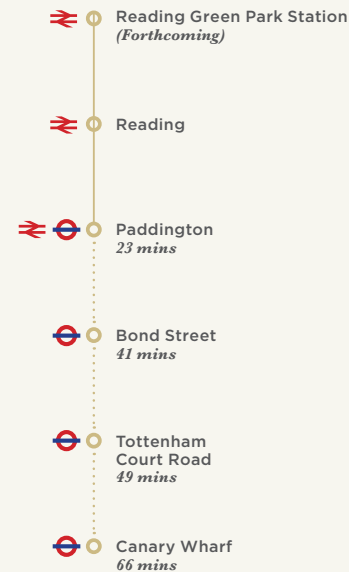 Reading Green Park Station
(Forthcoming)
Reading
Paddington
23 mins
Bond Street
41 mins
Tottenham
Court Road
49 mins
Canary Wharf
66 mins